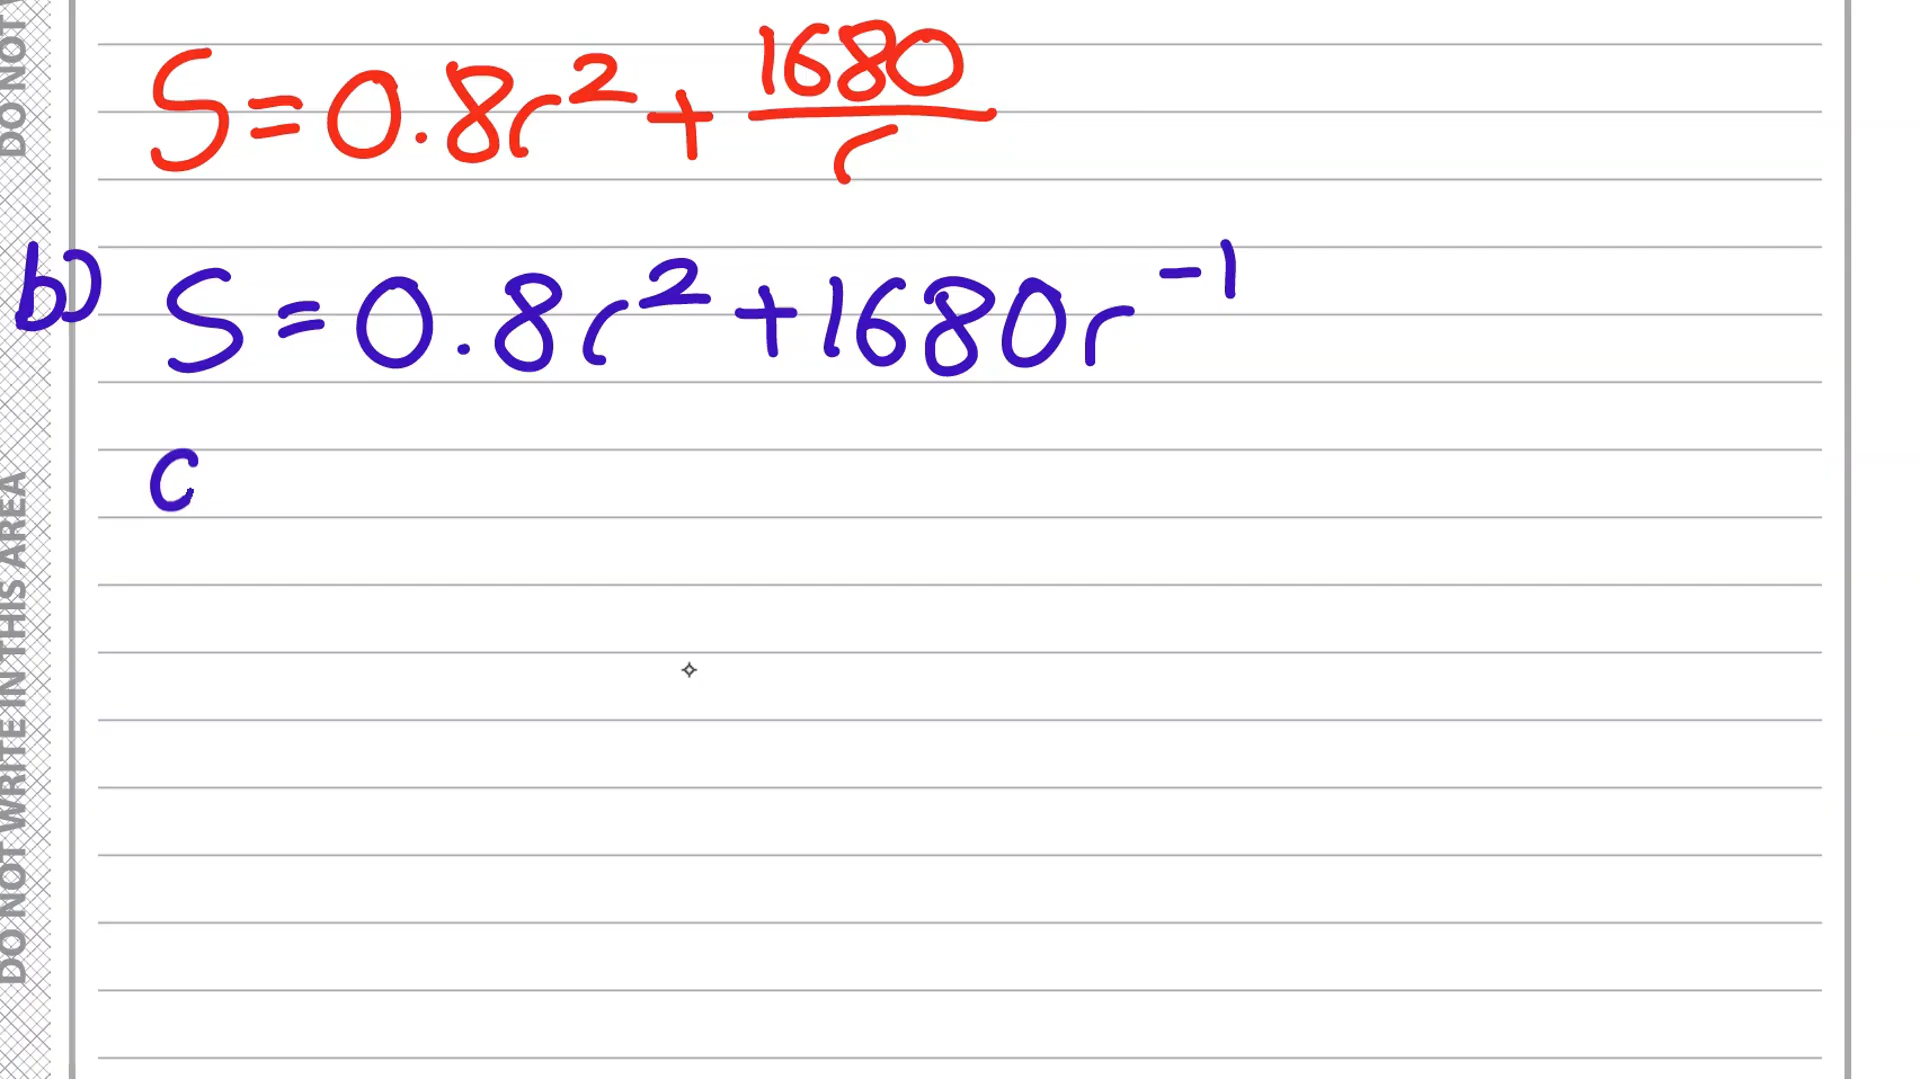 S = 0.8r² + 1680/r
b) S = 0.8r² + 1680r⁻¹
c
DO NOT
DO NOT WRITE IN THIS AREA